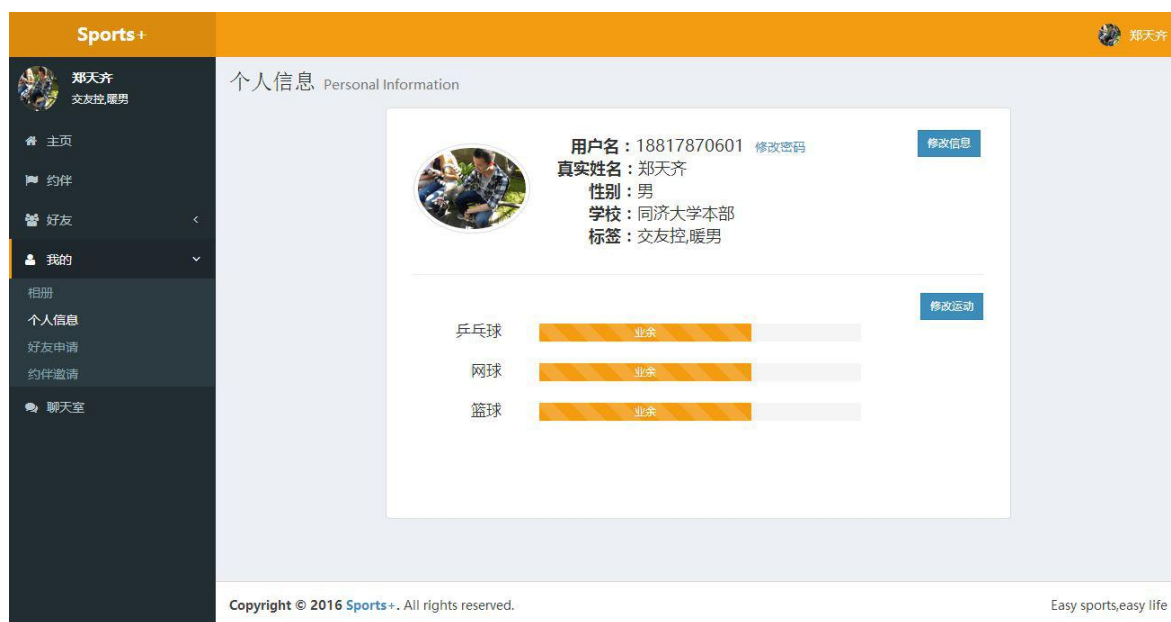 Sports+
郑天齐
郑天齐
交友控,暖男
主页
约伴
好友
我的
相册
个人信息
好友申请
约伴邀请
聊天室
个人信息 Personal Information
用户名：18817870601 修改密码
修改信息
真实姓名：郑天齐
性别：男
学校：同济大学本部
标签：交友控,暖男
修改运动
乒乓球 业余
网球 业余
篮球 业余
Copyright © 2016 Sports+. All rights reserved.
Easy sports,easy life